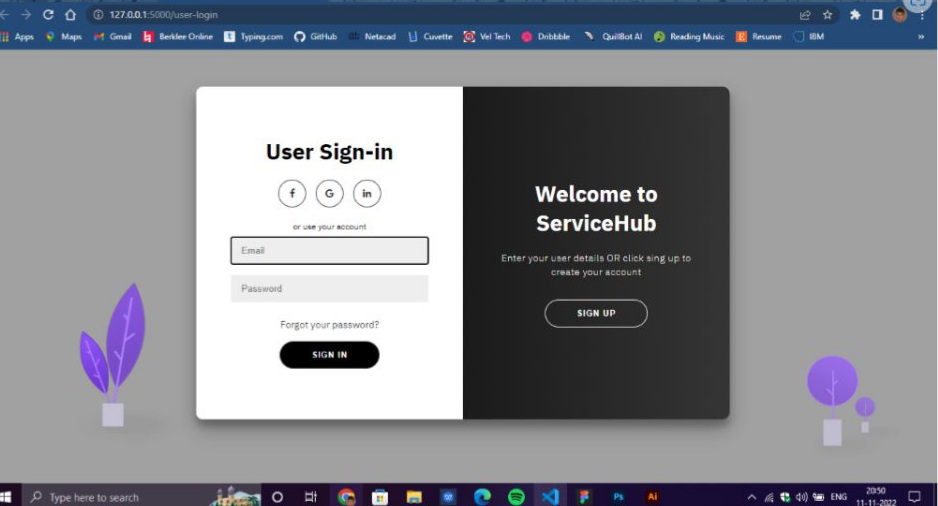 127.0.0.1:5000/user-login
Apps Maps Gmail Berklee Online Typing.com GitHub Netacad Cuvette Vel Tech Dribbble QuillBot AI Reading Music Resume IBM »
User Sign-in
f G in
or use your account
Email
Password
Forgot your password?
SIGN IN
Welcome to
ServiceHub
Enter your user details OR click sing up to
create your account
SIGN UP
Type here to search
Ps Ai
ENG
20:50
11-11-2022